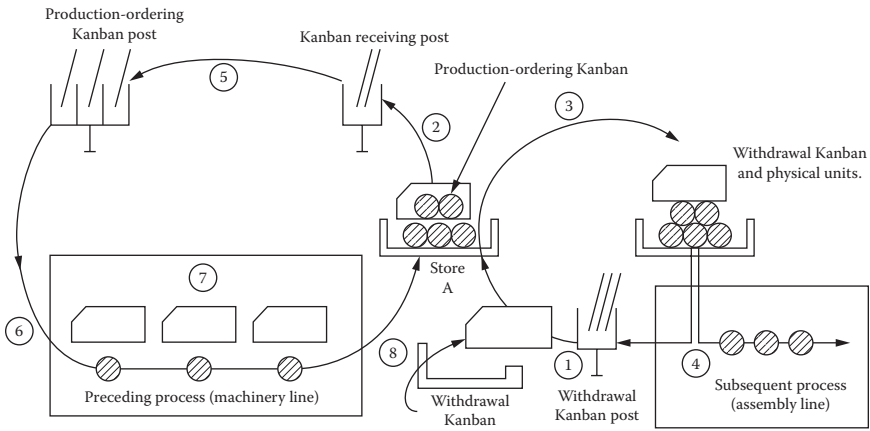 Production-ordering
Kanban post
Kanban receiving post
Production-ordering Kanban
5
3
2
Withdrawal Kanban
and physical units.
Store
A
7
6
8
1
4
Preceding process (machinery line)
Withdrawal
Kanban
Withdrawal
Kanban post
Subsequent process
(assembly line)